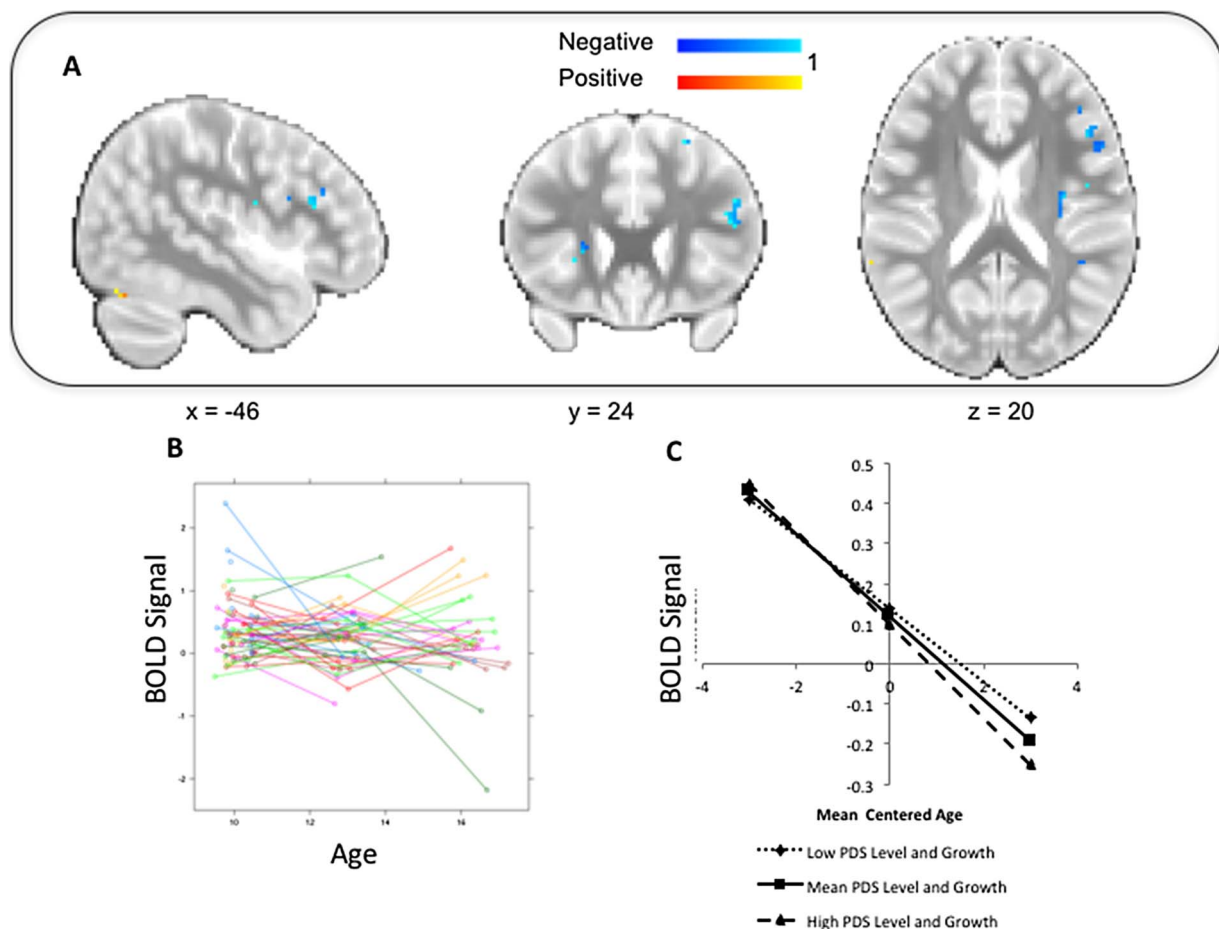 A
Negative
Positive
1
x = -46
y = 24
z = 20
B
BOLD Signal
2
1
0
-1
-2
10
12
14
16
Age
C
BOLD Signal
0.5
0.4
0.3
0.2
0.1
0
-0.1
-0.2
-0.3
-4
-2
0
2
4
Mean Centered Age
Low PDS Level and Growth
Mean PDS Level and Growth
High PDS Level and Growth